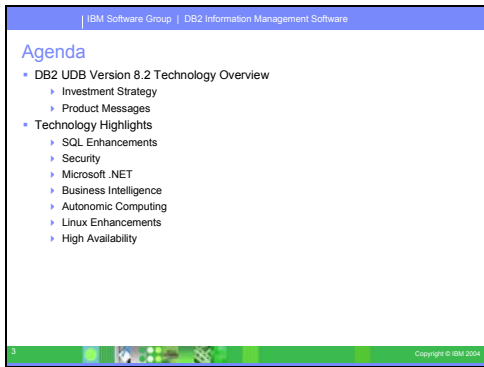 IBM Software Group | DB2 Information Management Software
Agenda
▪ DB2 UDB Version 8.2 Technology Overview
▸ Investment Strategy
▸ Product Messages
▪ Technology Highlights
▸ SQL Enhancements
▸ Security
▸ Microsoft .NET
▸ Business Intelligence
▸ Autonomic Computing
▸ Linux Enhancements
▸ High Availability
3
Copyright © IBM 2004